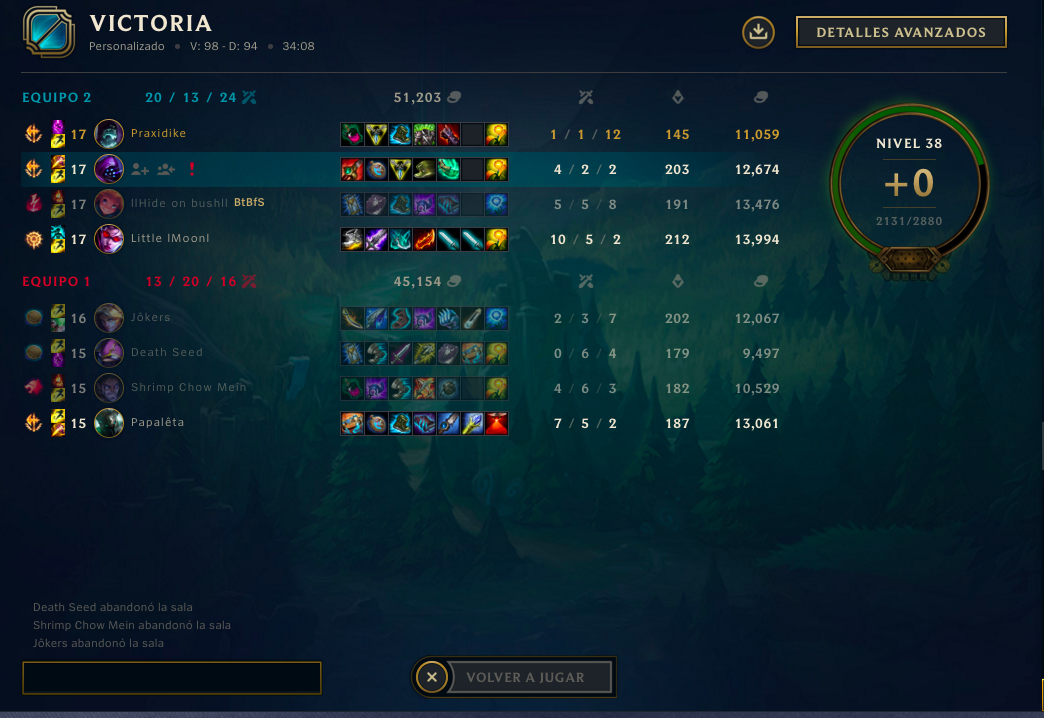 VICTORIA
Personalizado • V: 98 - D: 94 • 34:08
DETALLES AVANZADOS
EQUIPO 2 20 / 13 / 24 51,203
17 Praxidike 1 / 1 / 12 145 11,059
17 4 / 2 / 2 203 12,674
17 llHide on bushll BtBfS 5 / 5 / 8 191 13,476
17 Little lMoonl 10 / 5 / 2 212 13,994
EQUIPO 1 13 / 20 / 16 45,154
16 Jôkers 2 / 3 / 7 202 12,067
15 Death Seed 0 / 6 / 4 179 9,497
15 Shrimp Chow Mein 4 / 6 / 3 182 10,529
15 Papalêta 7 / 5 / 2 187 13,061
NIVEL 38
+0
2131/2880
Death Seed abandonó la sala
Shrimp Chow Mein abandonó la sala
Jôkers abandonó la sala
VOLVER A JUGAR